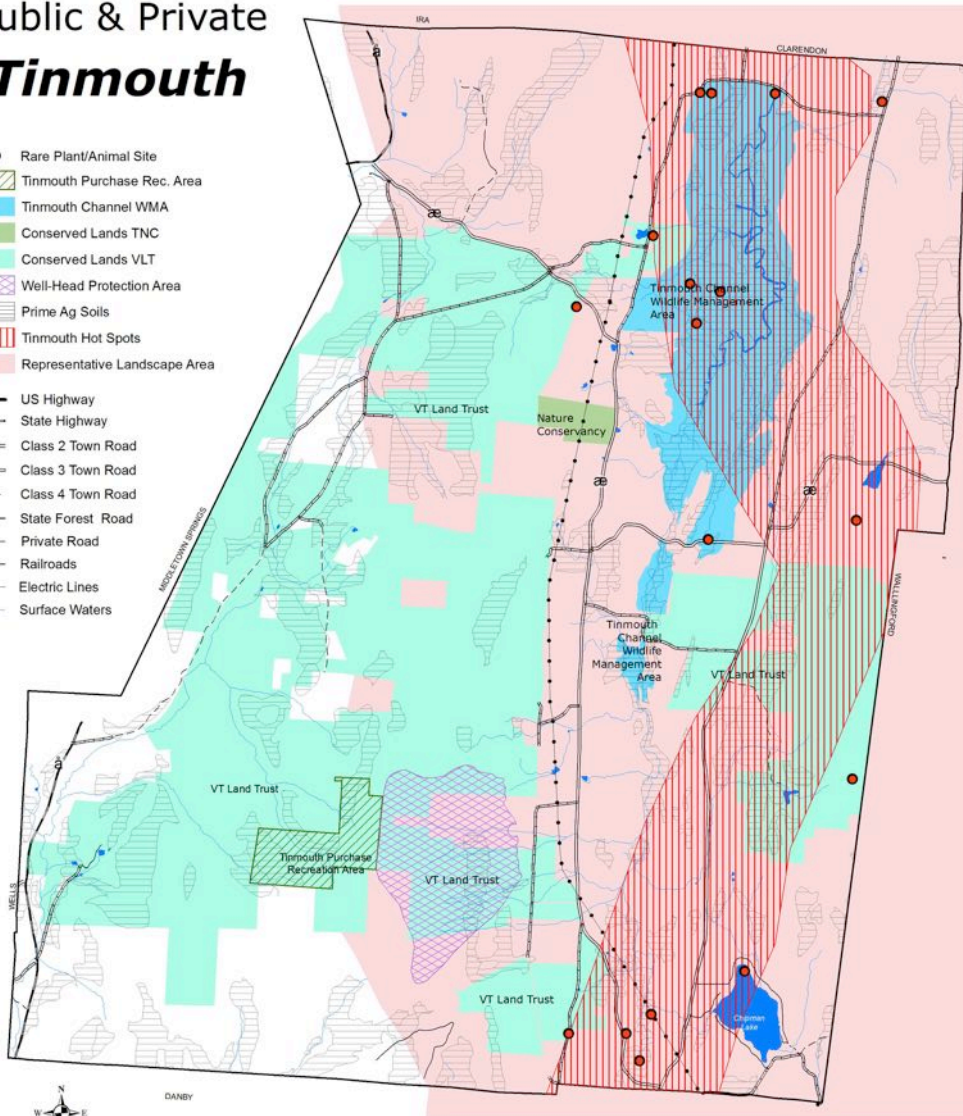 ublic & Private
Tinmouth
Rare Plant/Animal Site
Tinmouth Purchase Rec. Area
Tinmouth Channel WMA
Conserved Lands TNC
Conserved Lands VLT
Well-Head Protection Area
Prime Ag Soils
Tinmouth Hot Spots
Representative Landscape Area
US Highway
State Highway
Class 2 Town Road
Class 3 Town Road
Class 4 Town Road
State Forest Road
Private Road
Railroads
Electric Lines
Surface Waters
IRA
CLARENDON
æ
Tinmouth Channel
Wildlife Management
Area
VT Land Trust
Nature
Conservancy
æ
æ
MIDDLETOWN SPRINGS
WALLINGFORD
Tinmouth
Channel
Wildlife
Management
Area
VT Land Trust
VT Land Trust
Tinmouth Purchase
Recreation Area
VT Land Trust
WELLS
VT Land Trust
Chipman
Lake
DANBY
N
W E